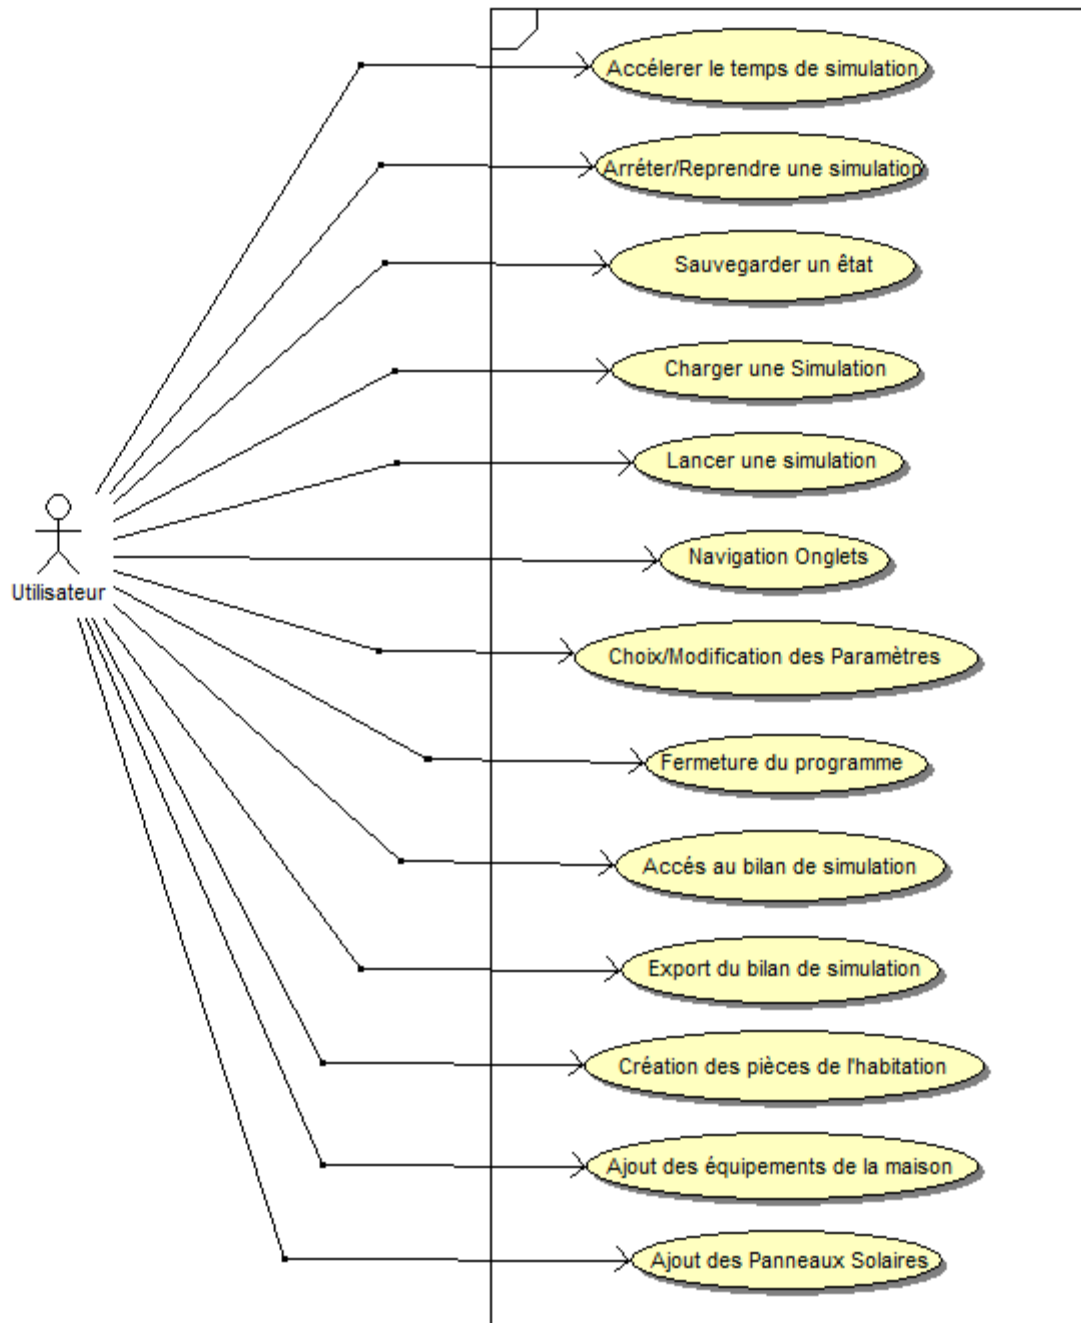 Accélerer le temps de simulation
Arréter/Reprendre une simulation
Sauvegarder un êtat
Charger une Simulation
Lancer une simulation
Navigation Onglets
Utilisateur
Choix/Modification des Paramètres
Fermeture du programme
Accés au bilan de simulation
Export du bilan de simulation
Création des pièces de l'habitation
Ajout des équipements de la maison
Ajout des Panneaux Solaires